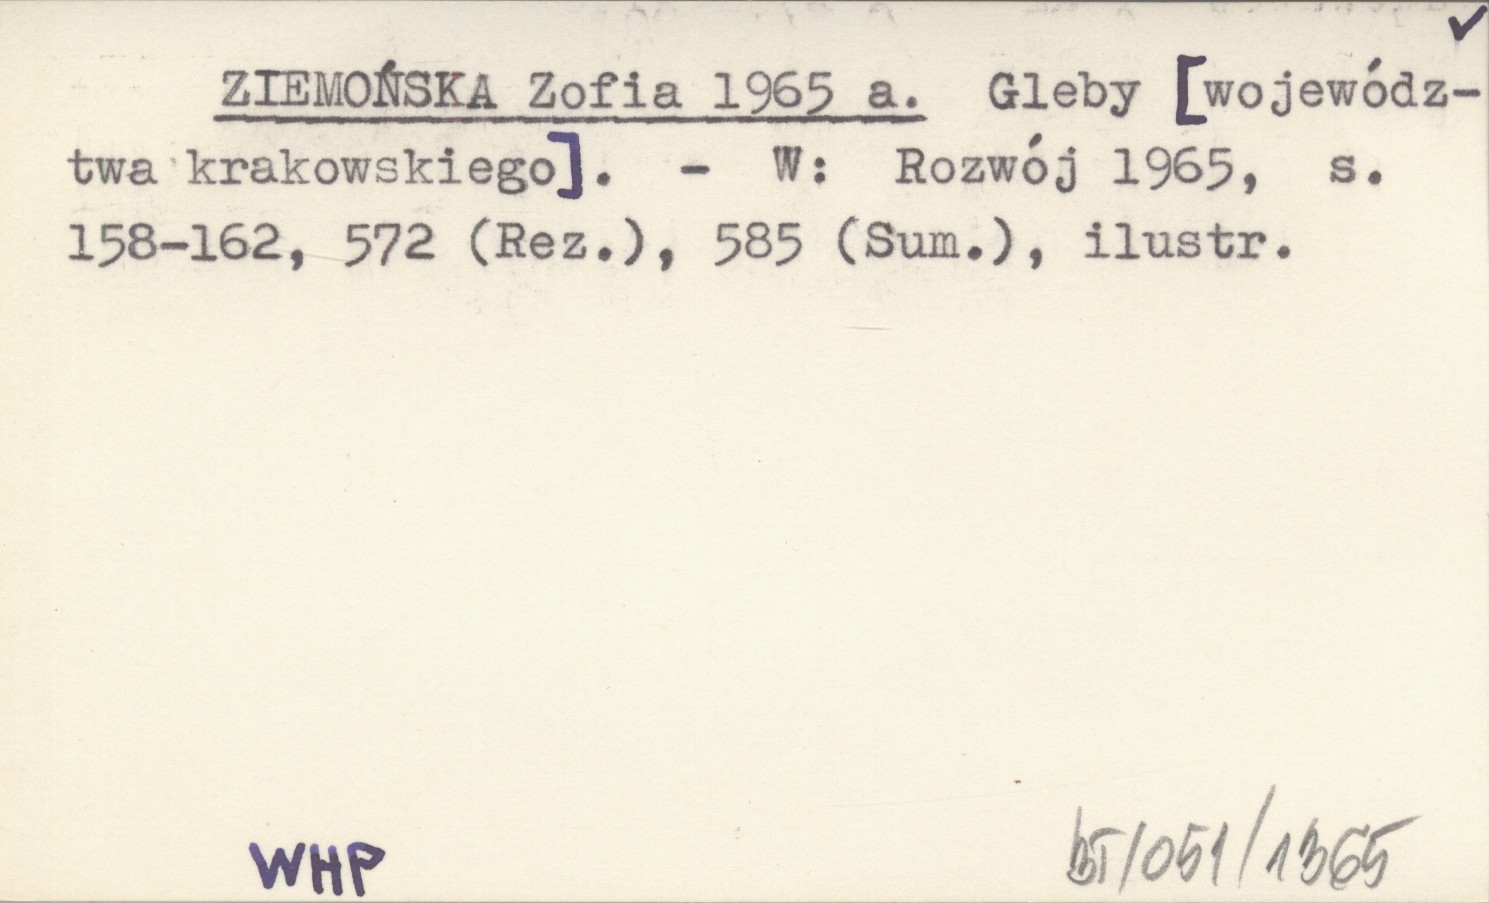 ZIEMOŃSKA Zofia 1965 a. Gleby [wojewódz-
twa krakowskiego]. - W: Rozwój 1965, s.
158-162, 572 (Rez.), 585 (Sum.), ilustr.
WHP
/051/1365